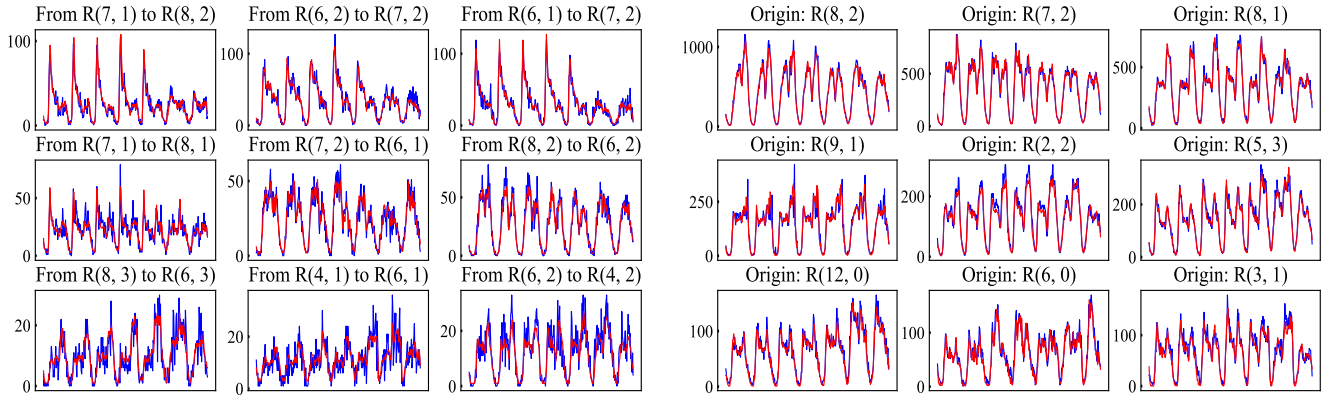 From R(7, 1) to R(8, 2) From R(6, 2) to R(7, 2) From R(6, 1) to R(7, 2) Origin: R(8, 2) Origin: R(7, 2) Origin: R(8, 1)
100 100 100 1000 500 500
0 0 0 0 0 0
From R(7, 1) to R(8, 1) From R(7, 2) to R(6, 1) From R(8, 2) to R(6, 2) Origin: R(9, 1) Origin: R(2, 2) Origin: R(5, 3)
50 50 50 250 200 200
0 0 0 0 0 0
From R(8, 3) to R(6, 3) From R(4, 1) to R(6, 1) From R(6, 2) to R(4, 2) Origin: R(12, 0) Origin: R(6, 0) Origin: R(3, 1)
20 20 20 100 100 100
0 0 0 0 0 0